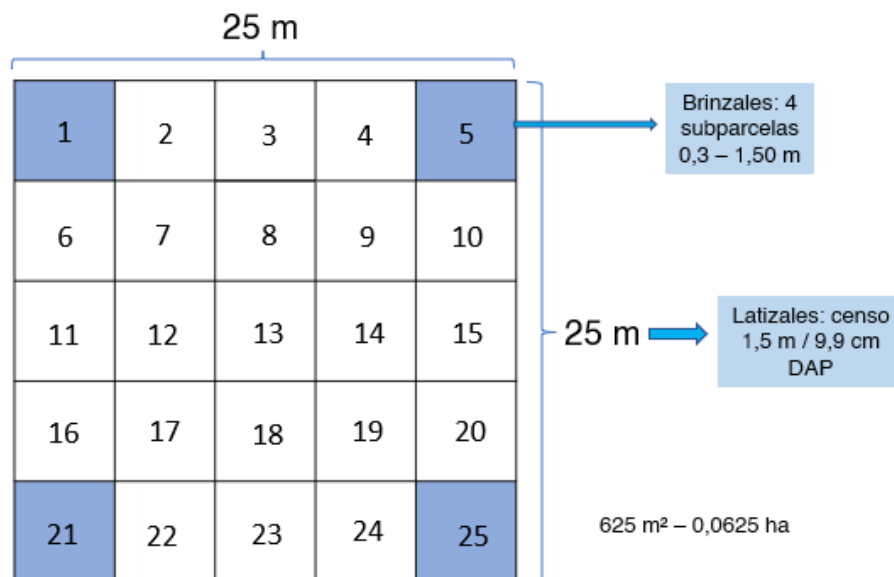 25 m
1 2 3 4 5
Brinzales: 4
subparcelas
0,3 – 1,50 m
6 7 8 9 10
11 12 13 14 15
25 m
Latizales: censo
1,5 m / 9,9 cm
DAP
16 17 18 19 20
21 22 23 24 25
625 m² – 0,0625 ha